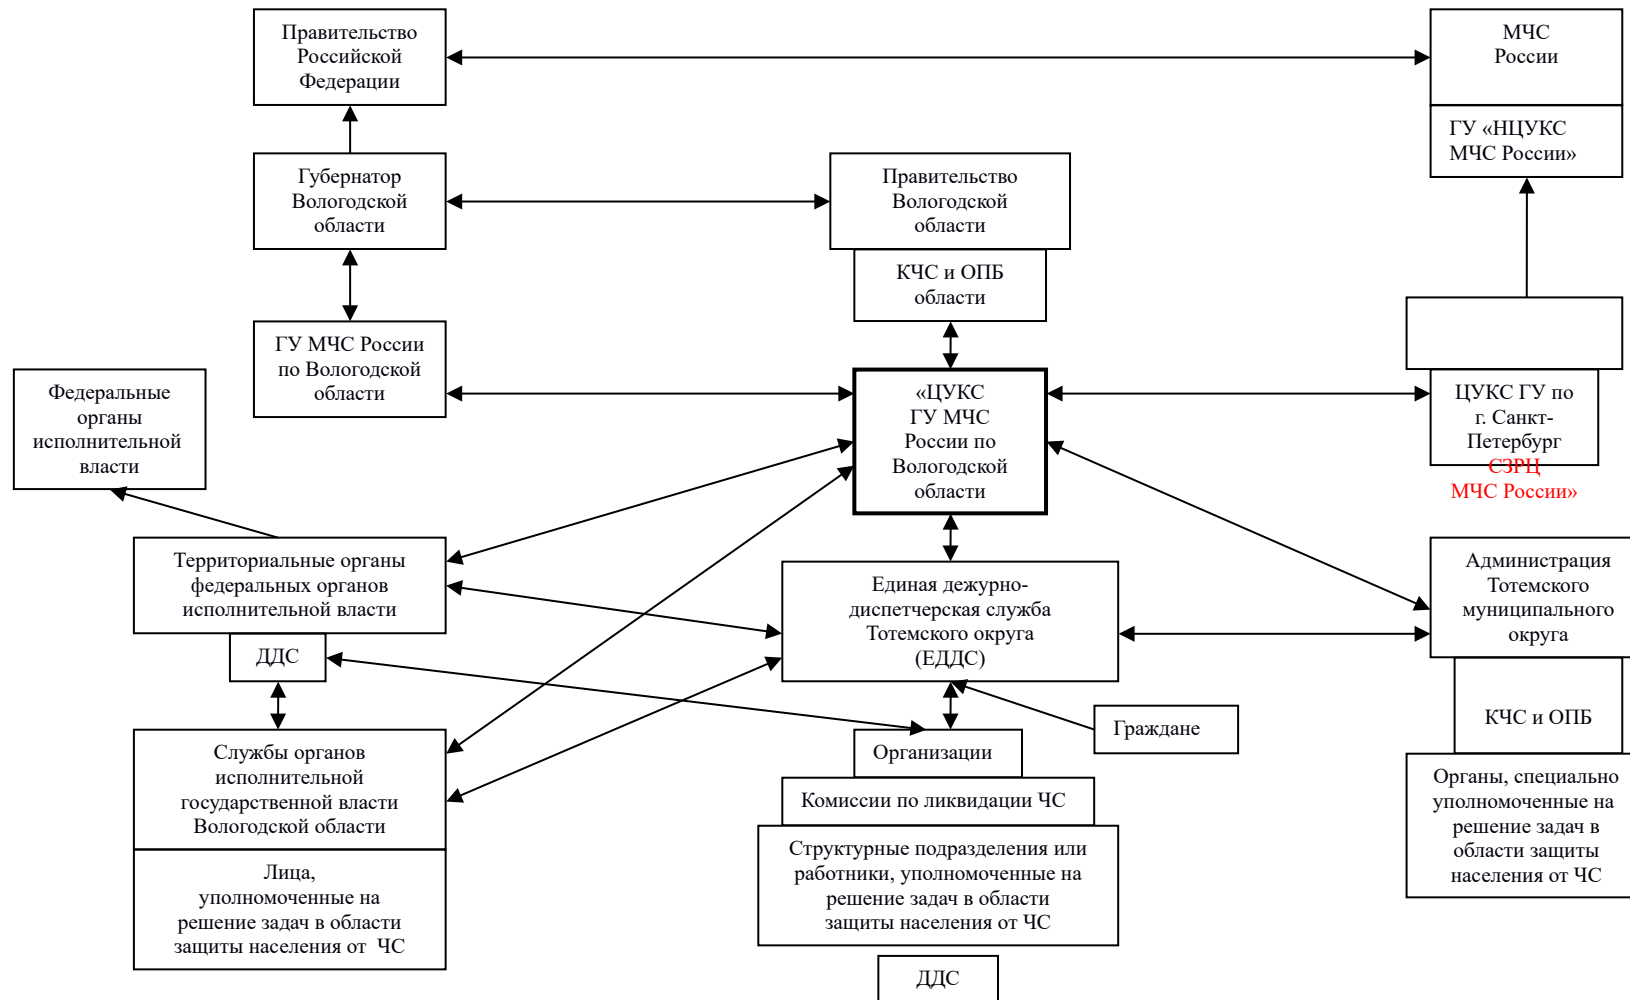 Правительство
Российской
Федерации
МЧС
России
ГУ «НЦУКС
МЧС России»
Губернатор
Вологодской
области
Правительство
Вологодской
области
КЧС и ОПБ
области
ГУ МЧС России
по Вологодской
области
Федеральные
органы
исполнительной
власти
«ЦУКС
ГУ МЧС
России по
Вологодской
области
ЦУКС ГУ по
г. Санкт-
Петербург
СЗРЦ
МЧС России»
Территориальные органы
федеральных органов
исполнительной власти
ДДС
Единая дежурно-
диспетчерская служба
Тотемского округа
(ЕДДС)
Администрация
Тотемского
муниципального
округа
КЧС и ОПБ
Граждане
Службы органов
исполнительной
государственной власти
Вологодской области
Лица,
уполномоченные на
решение задач в области
защиты населения от  ЧС
Организации
Комиссии по ликвидации ЧС
Структурные подразделения или
работники, уполномоченные на
решение задач в области
защиты населения от ЧС
ДДС
Органы, специально
уполномоченные на
решение задач в
области защиты
населения от ЧС